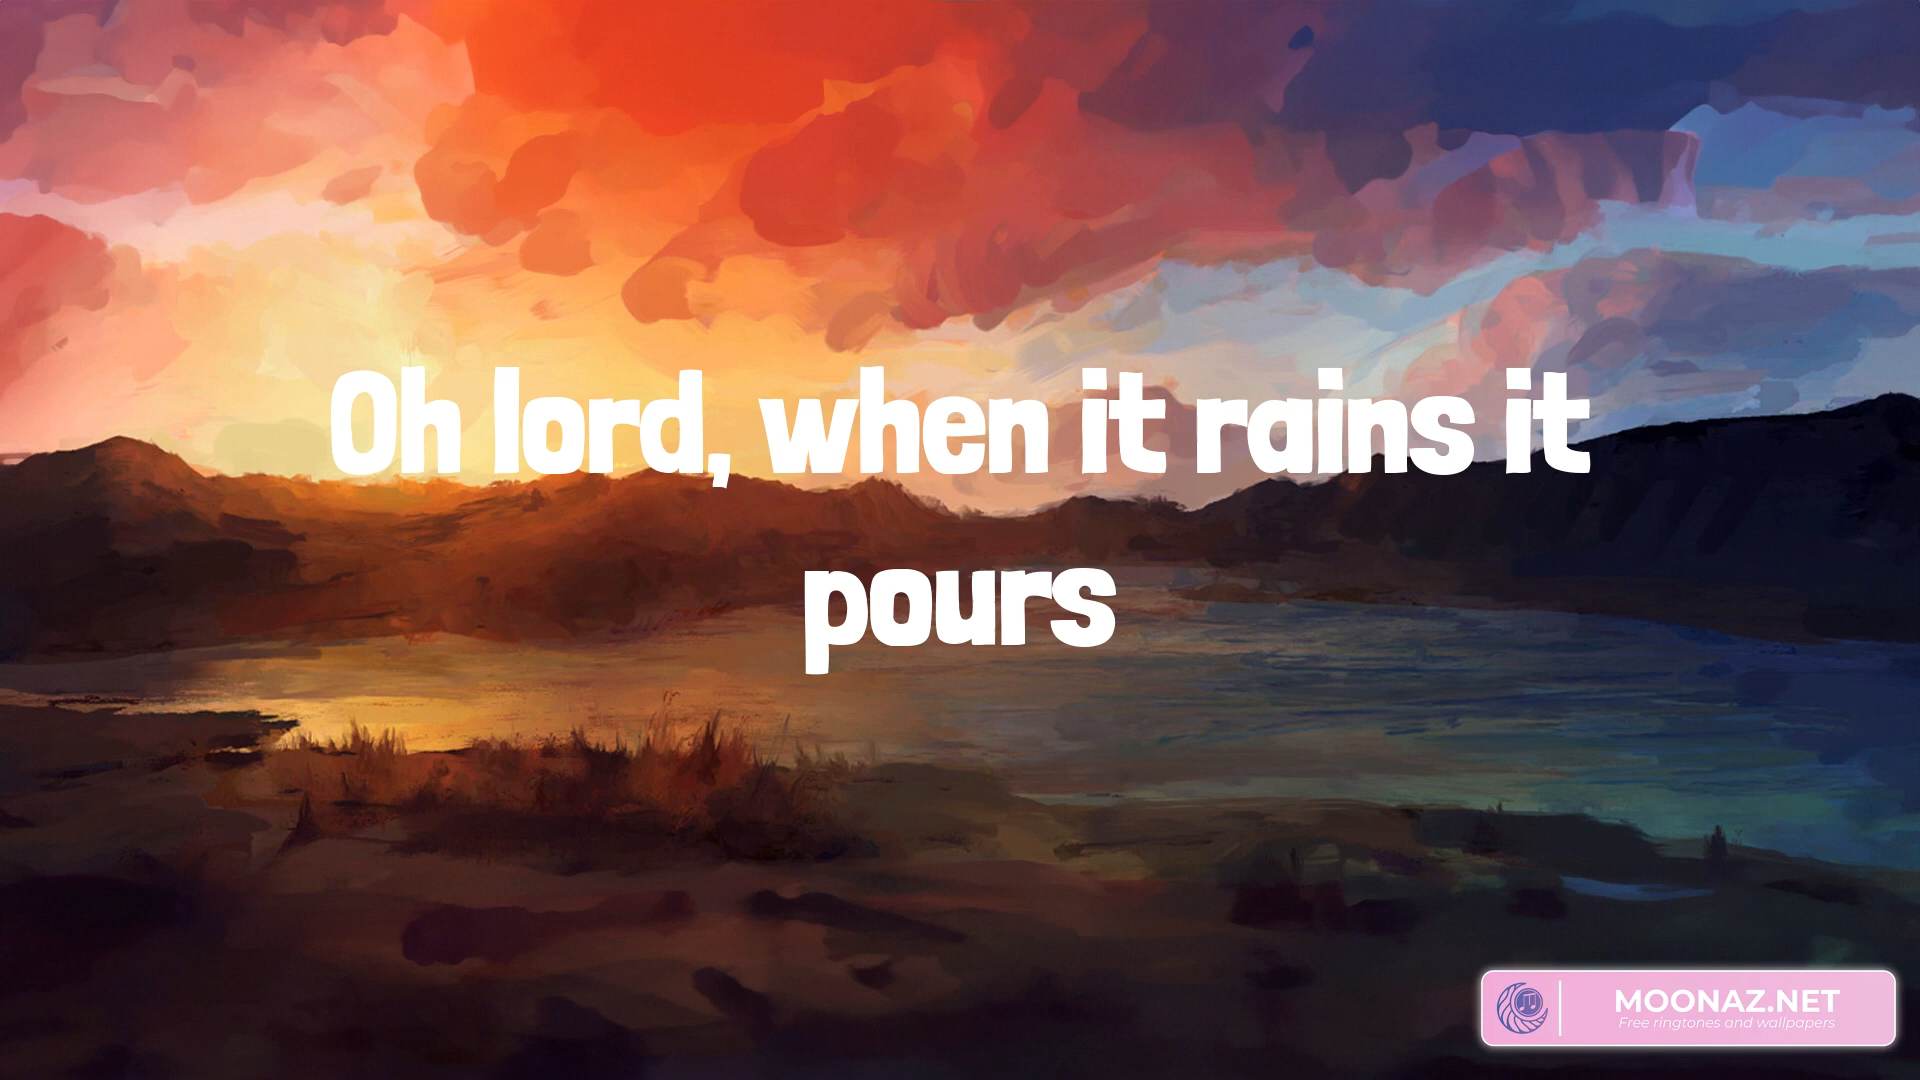 Oh lord, when it rains it
pours
MOONAZ.NET
Free ringtones and wallpapers